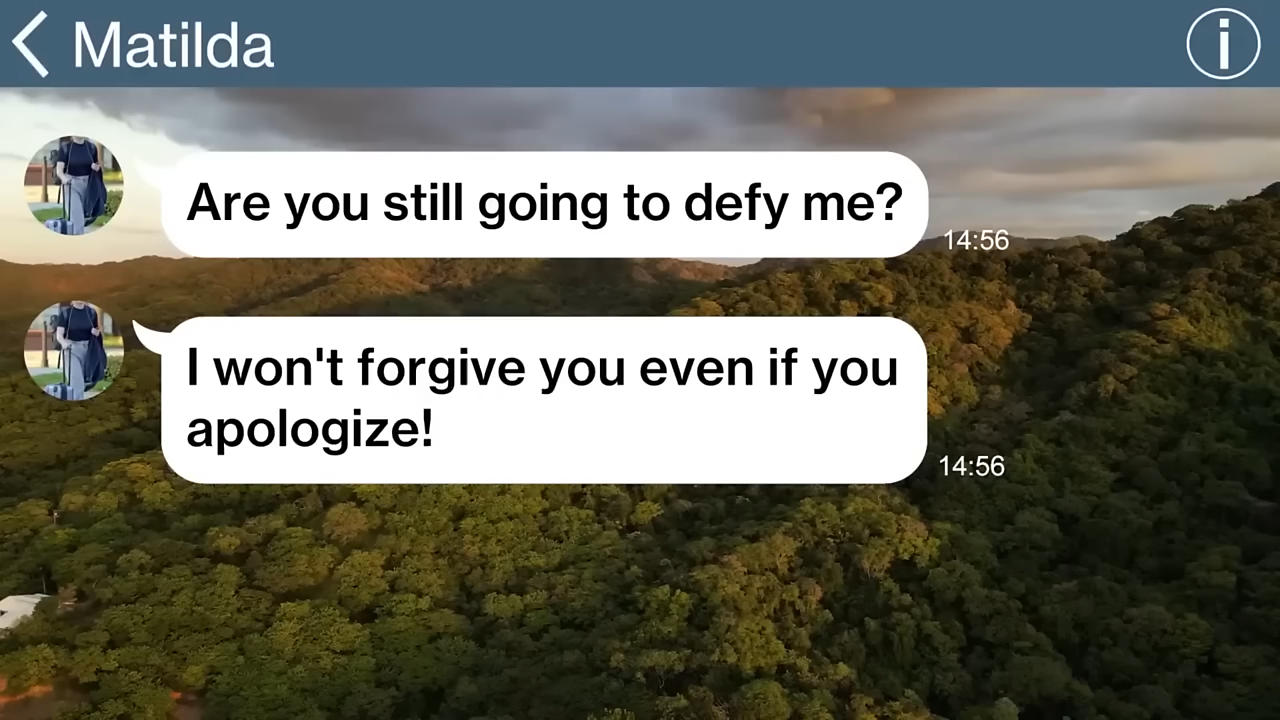 Matilda
Are you still going to defy me?
14:56
I won't forgive you even if you
apologize!
14:56